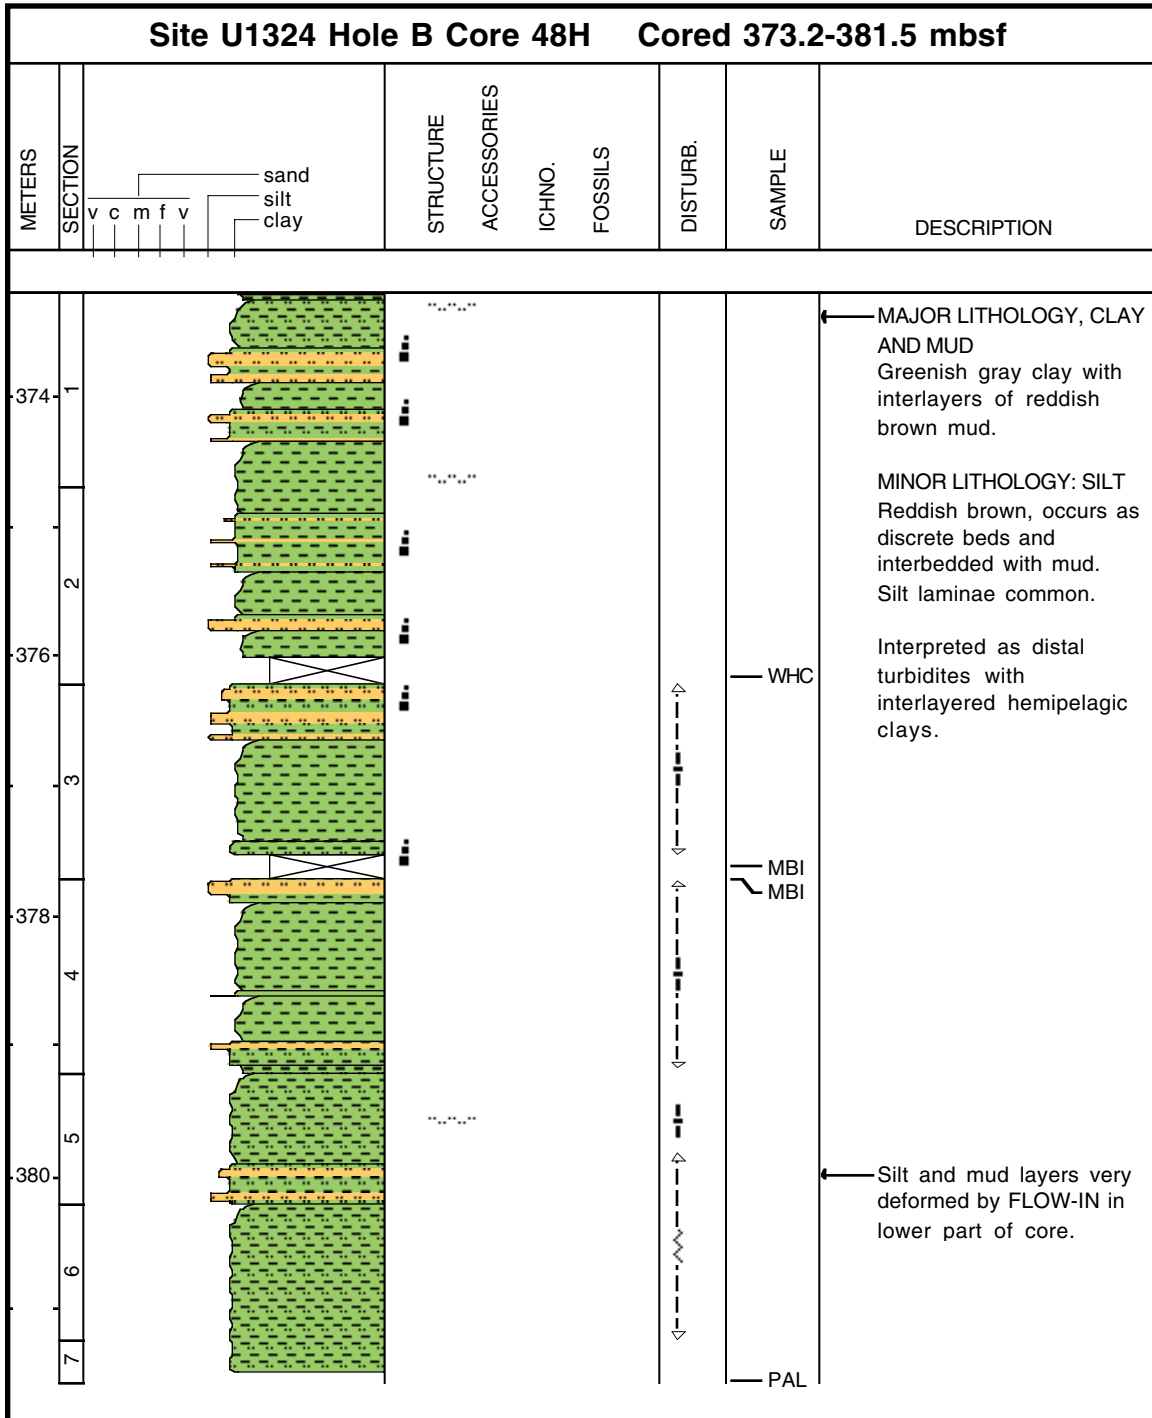 Site U1324 Hole B Core 48H Cored 373.2-381.5 mbsf
METERS
SECTION
v c m f v
sand
silt
clay
STRUCTURE
ACCESSORIES
ICHNO.
FOSSILS
DISTURB.
SAMPLE
DESCRIPTION
374
376
378
380
1
2
3
4
5
6
7
WHC
MBI
MBI
PAL
MAJOR LITHOLOGY, CLAY
AND MUD
Greenish gray clay with
interlayers of reddish
brown mud.
MINOR LITHOLOGY: SILT
Reddish brown, occurs as
discrete beds and
interbedded with mud.
Silt laminae common.
Interpreted as distal
turbidites with
interlayered hemipelagic
clays.
Silt and mud layers very
deformed by FLOW-IN in
lower part of core.